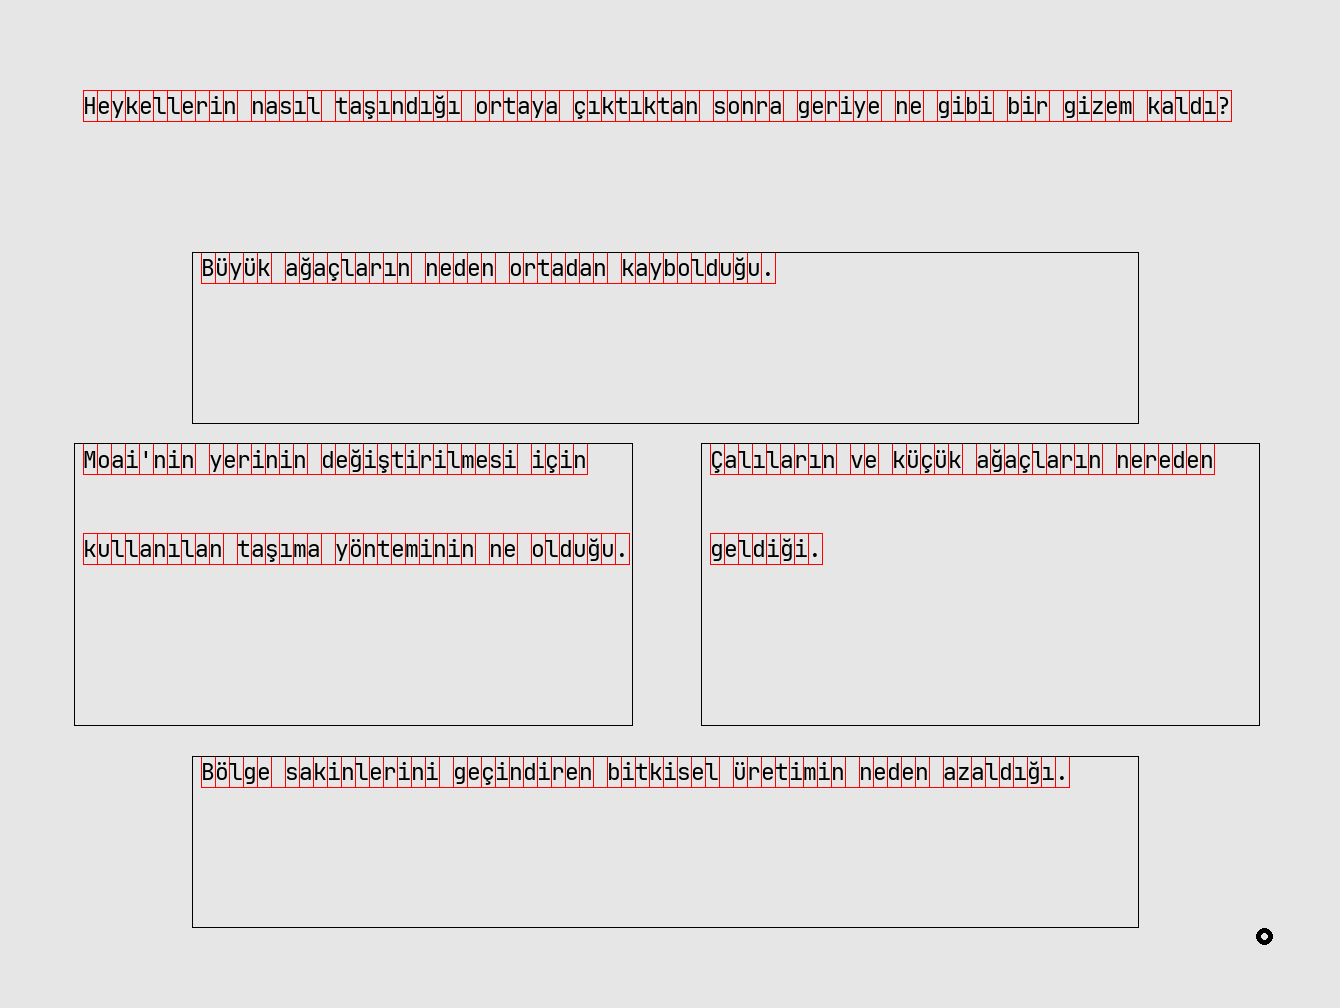 Heykellerin nasıl taşındığı ortaya çıktıktan sonra geriye ne gibi bir gizem kaldı?
Büyük ağaçların neden ortadan kaybolduğu.
Moai'nin yerinin değiştirilmesi için
kullanılan taşıma yönteminin ne olduğu.
Çalıların ve küçük ağaçların nereden
geldiği.
Bölge sakinlerini geçindiren bitkisel üretimin neden azaldığı.